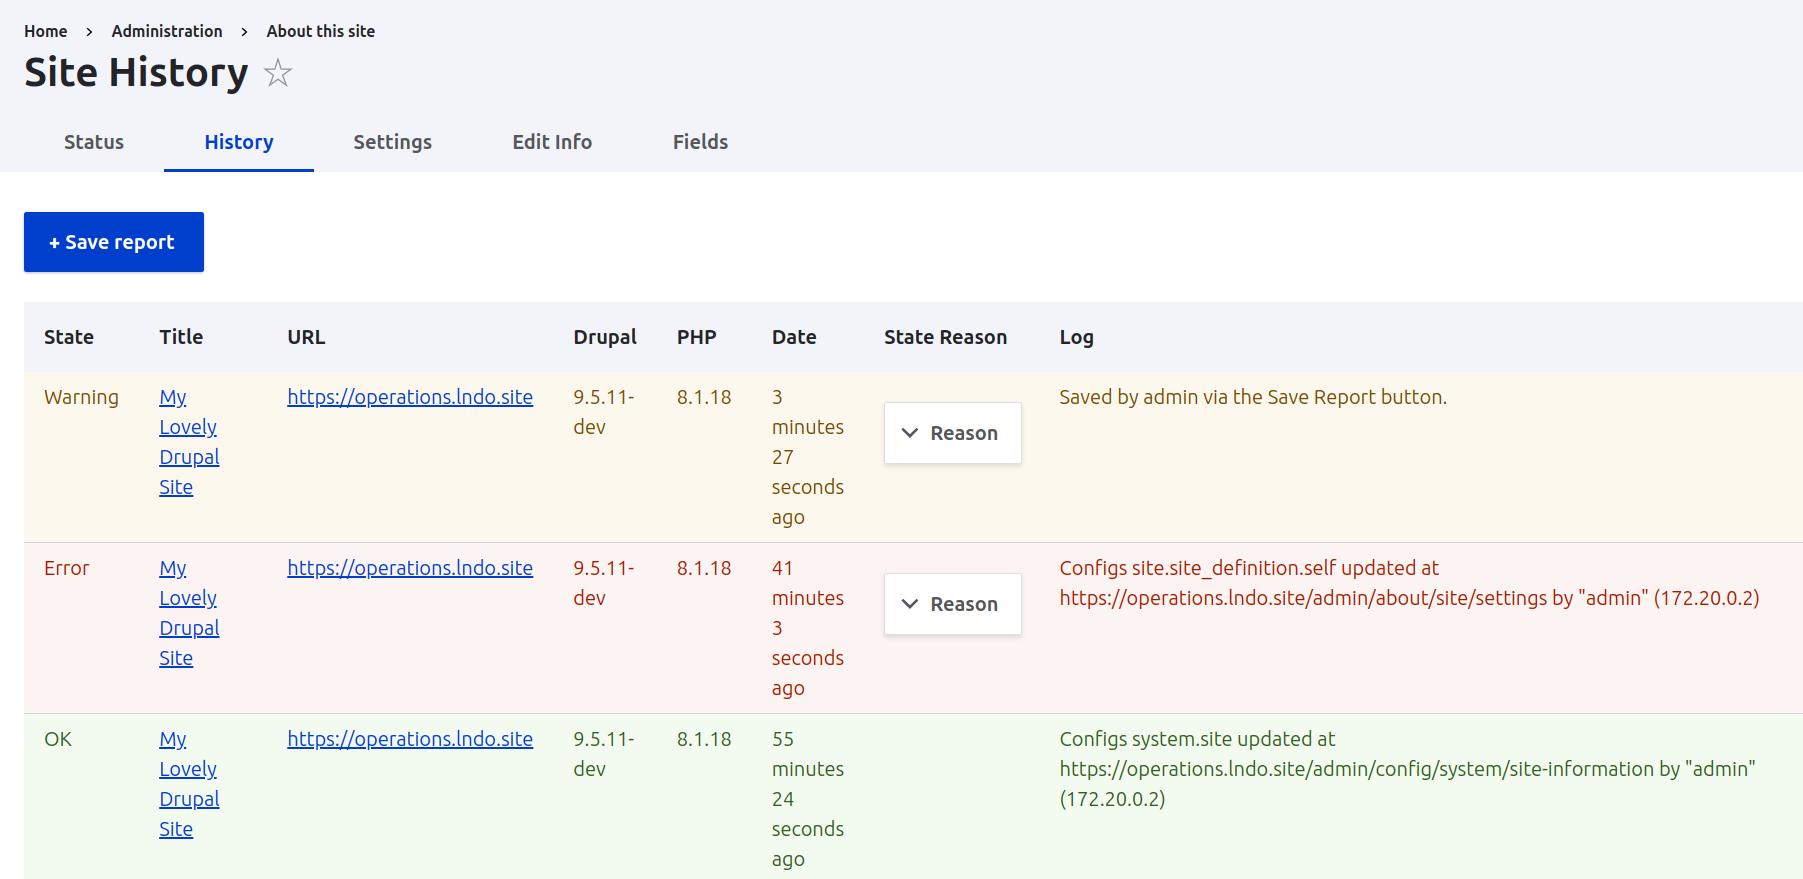 Home > Administration > About this site
Site History
Status History Settings Edit Info Fields
+ Save report
State Title URL Drupal PHP Date State Reason Log
Warning My https://operations.lndo.site 9.5.11- 8.1.18 3 Saved by admin via the Save Report button.
Lovely dev minutes
Reason
Drupal 27
Site seconds
ago
Error My https://operations.lndo.site 9.5.11- 8.1.18 41 Configs site.site_definition.self updated at
Lovely dev minutes https://operations.lndo.site/admin/about/site/settings by "admin" (172.20.0.2)
Reason
Drupal 3
Site seconds
ago
OK My https://operations.lndo.site 9.5.11- 8.1.18 55 Configs system.site updated at
Lovely dev minutes https://operations.lndo.site/admin/config/system/site-information by "admin"
Drupal 24 (172.20.0.2)
Site seconds
ago